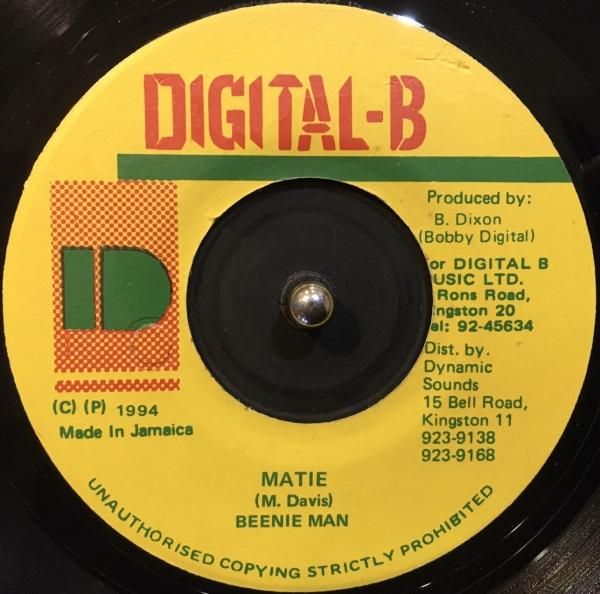 DIGITAL-B
Produced by:
B. Dixon
(Bobby Digital)
or DIGITAL B
USIC LTD.
Rons Road,
ngston 20
el: 92-45634
Dist. by.
Dynamic
Sounds
15 Bell Road,
Kingston 11
923-9138
923-9168
D
(C) (P) 1994
Made In Jamaica
MATIE
(M. Davis)
BEENIE MAN
UNAUTHORISED COPYING STRICTLY PROHIBITED